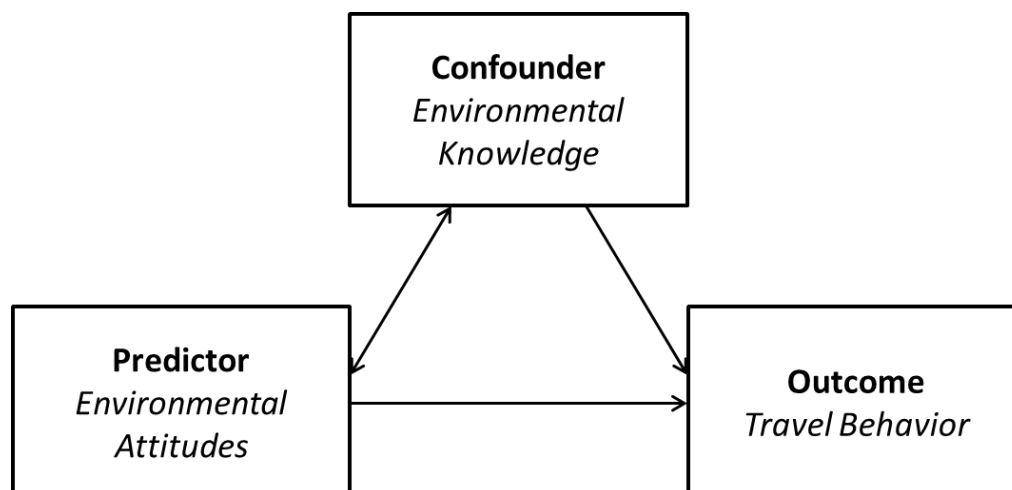 Confounder
Environmental
Knowledge
Predictor
Environmental
Attitudes
Outcome
Travel Behavior